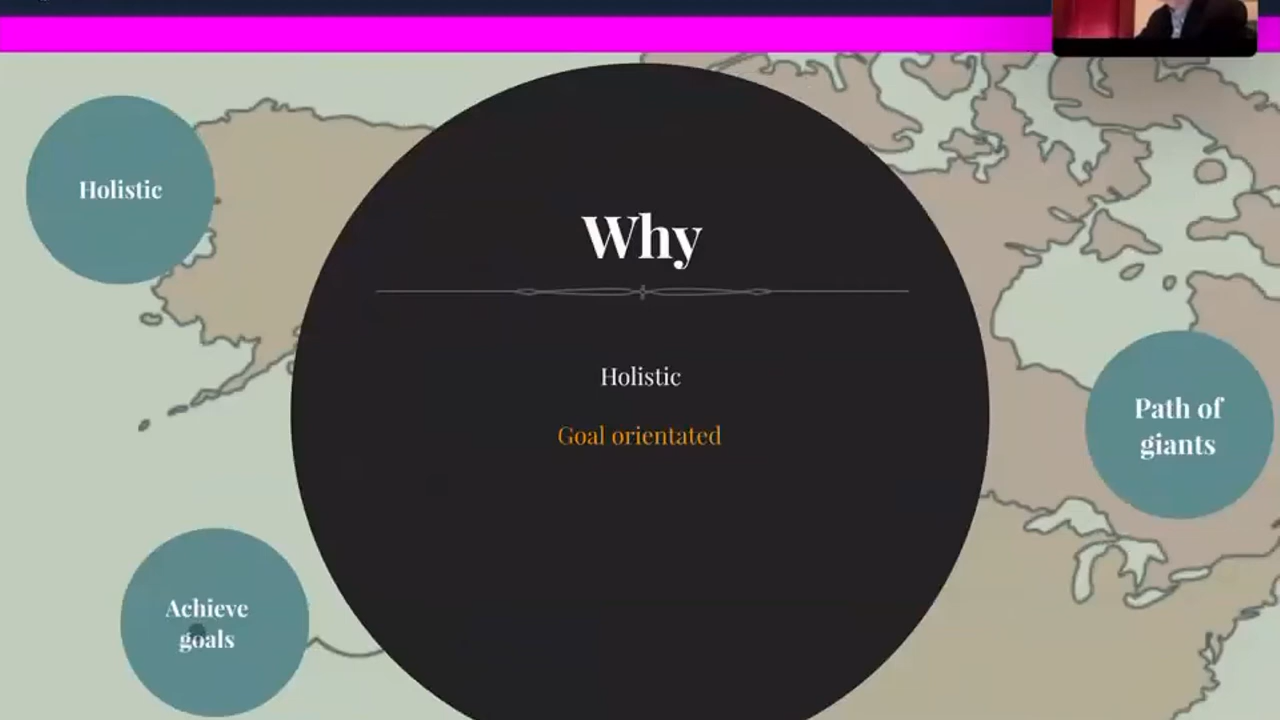 Holistic
Why
Holistic
Goal orientated
Path of
giants
Achieve
goals